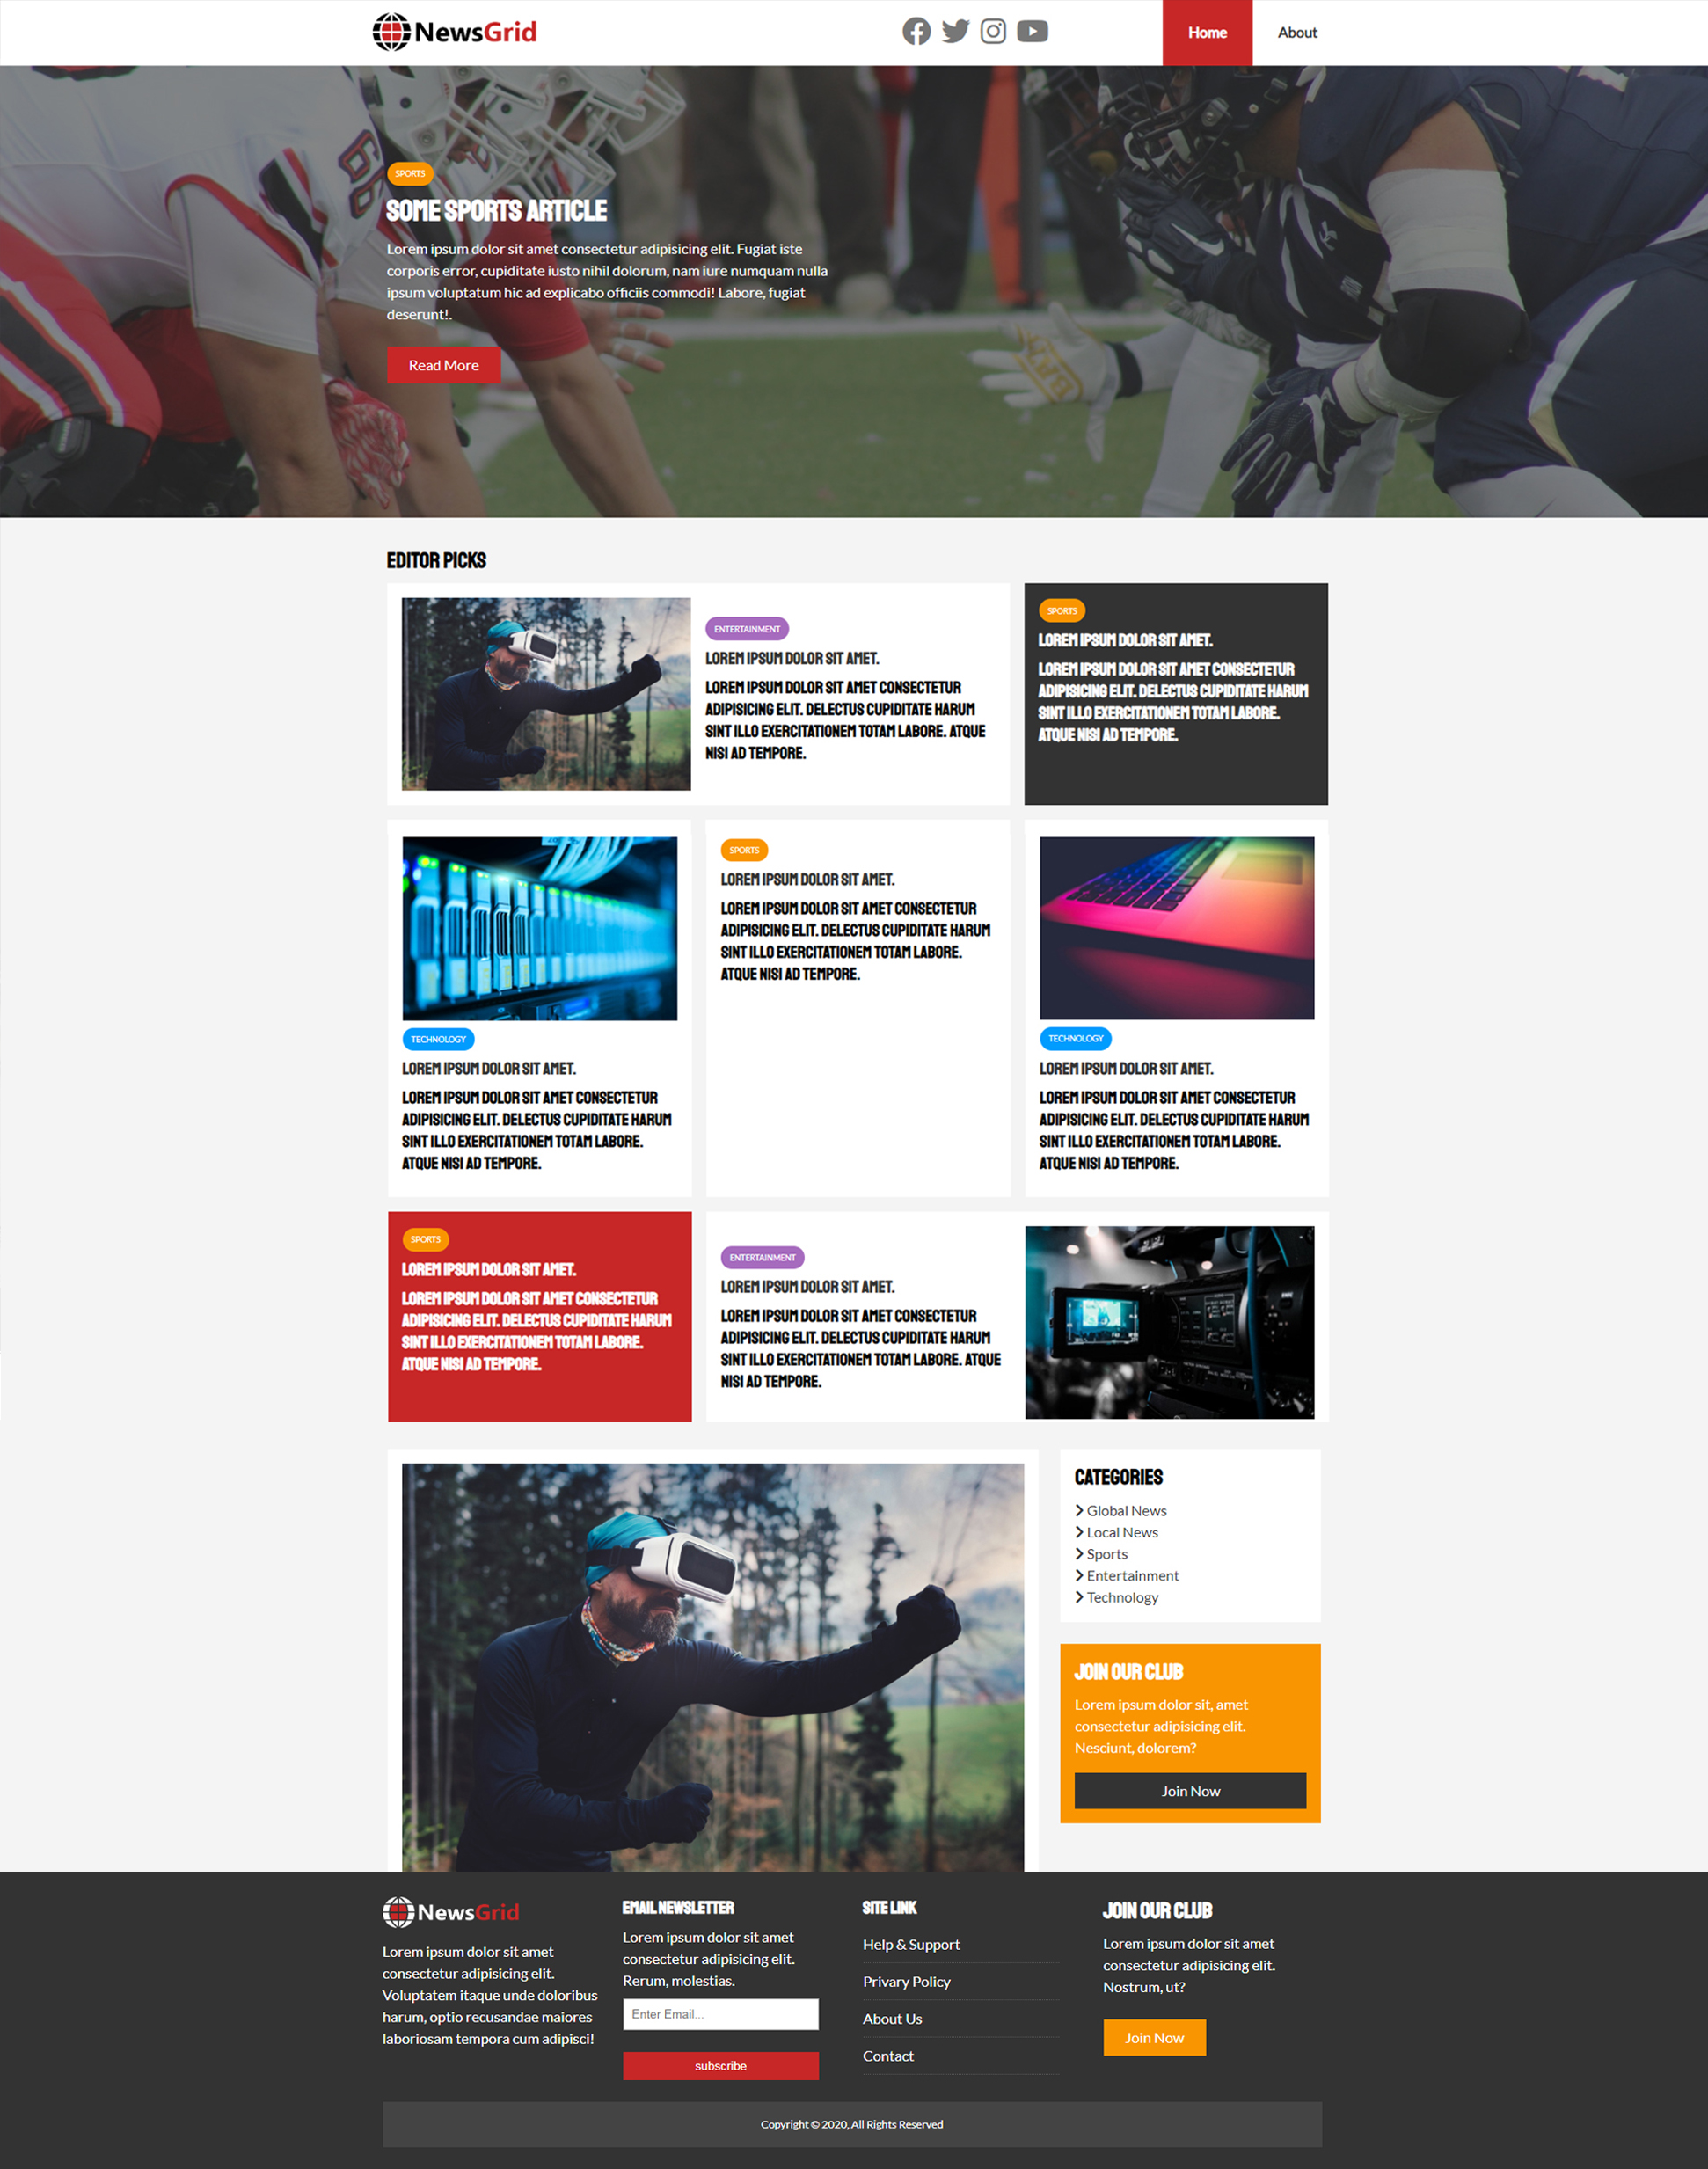 NewsGrid
Home
About
SPORTS
SOME SPORTS ARTICLE
Lorem ipsum dolor sit amet consectetur adipisicing elit. Fugiat iste
corporis error, cupiditate iusto nihil dolorum, nam iure numquam nulla
ipsum voluptatum hic ad explicabo officiis commodi! Labore, fugiat
deserunt!.
Read More
EDITOR PICKS
ENTERTAINMENT
LOREM IPSUM DOLOR SIT AMET.
LOREM IPSUM DOLOR SIT AMET CONSECTETUR
ADIPISICING ELIT. DELECTUS CUPIDITATE HARUM
SINT ILLO EXERCITATIONEM TOTAM LABORE. ATQUE
NISI AD TEMPORE.
SPORTS
LOREM IPSUM DOLOR SIT AMET.
LOREM IPSUM DOLOR SIT AMET CONSECTETUR
ADIPISICING ELIT. DELECTUS CUPIDITATE HARUM
SINT ILLO EXERCITATIONEM TOTAM LABORE.
ATQUE NISI AD TEMPORE.
TECHNOLOGY
LOREM IPSUM DOLOR SIT AMET.
LOREM IPSUM DOLOR SIT AMET CONSECTETUR
ADIPISICING ELIT. DELECTUS CUPIDITATE HARUM
SINT ILLO EXERCITATIONEM TOTAM LABORE.
ATQUE NISI AD TEMPORE.
SPORTS
LOREM IPSUM DOLOR SIT AMET.
LOREM IPSUM DOLOR SIT AMET CONSECTETUR
ADIPISICING ELIT. DELECTUS CUPIDITATE HARUM
SINT ILLO EXERCITATIONEM TOTAM LABORE.
ATQUE NISI AD TEMPORE.
TECHNOLOGY
LOREM IPSUM DOLOR SIT AMET.
LOREM IPSUM DOLOR SIT AMET CONSECTETUR
ADIPISICING ELIT. DELECTUS CUPIDITATE HARUM
SINT ILLO EXERCITATIONEM TOTAM LABORE.
ATQUE NISI AD TEMPORE.
SPORTS
LOREM IPSUM DOLOR SIT AMET.
LOREM IPSUM DOLOR SIT AMET CONSECTETUR
ADIPISICING ELIT. DELECTUS CUPIDITATE HARUM
SINT ILLO EXERCITATIONEM TOTAM LABORE.
ATQUE NISI AD TEMPORE.
ENTERTAINMENT
LOREM IPSUM DOLOR SIT AMET.
LOREM IPSUM DOLOR SIT AMET CONSECTETUR
ADIPISICING ELIT. DELECTUS CUPIDITATE HARUM
SINT ILLO EXERCITATIONEM TOTAM LABORE. ATQUE
NISI AD TEMPORE.
CATEGORIES
Global News
Local News
Sports
Entertainment
Technology
JOIN OUR CLUB
Lorem ipsum dolor sit, amet
consectetur adipisicing elit.
Nesciunt, dolorem?
Join Now
NewsGrid
Lorem ipsum dolor sit amet
consectetur adipisicing elit.
Voluptatem itaque unde doloribus
harum, optio recusandae maiores
laboriosam tempora cum adipisci!
EMAIL NEWSLETTER
Lorem ipsum dolor sit amet
consectetur adipisicing elit.
Rerum, molestias.
Enter Email...
subscribe
SITE LINK
Help & Support
Privary Policy
About Us
Contact
JOIN OUR CLUB
Lorem ipsum dolor sit amet
consectetur adipisicing elit.
Nostrum, ut?
Join Now
Copyright © 2020, All Rights Reserved